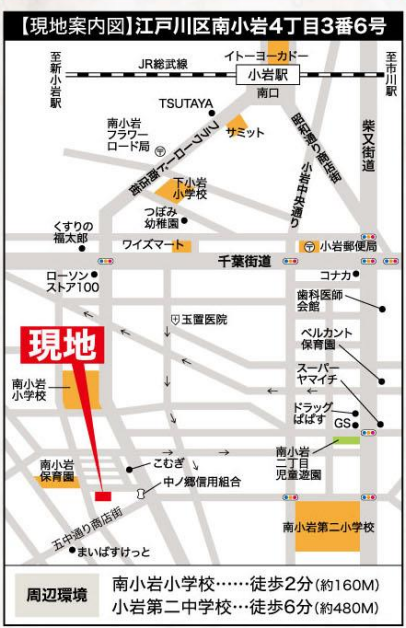 【現地案内図】江戸川区南小岩4丁目3番6号
至新小岩駅
JR総武線
イトーヨーカドー
小岩駅
南口
至市川駅
TSUTAYA
南小岩
フラワー
ロード局
フラワーロード商店街
サミット
昭和通り商店街
小岩中央通り
柴又街道
下小岩
小学校
つぼみ
幼稚園
くすりの
福太郎
ワイズマート
小岩郵便局
千葉街道
ローソン
ストア100
コナカ
歯科医師
会館
玉置医院
ベルカント
保育園
現地
スーパー
ヤマイチ
南小岩
小学校
ドラッグ
ぱぱす
GS
南小岩
二丁目
児童遊園
こむぎ
南小岩
保育園
中ノ郷信用組合
五中通り商店街
南小岩第二小学校
まいばすけっと
周辺環境
南小岩小学校……徒歩2分(約160M)
小岩第二中学校…徒歩6分(約480M)